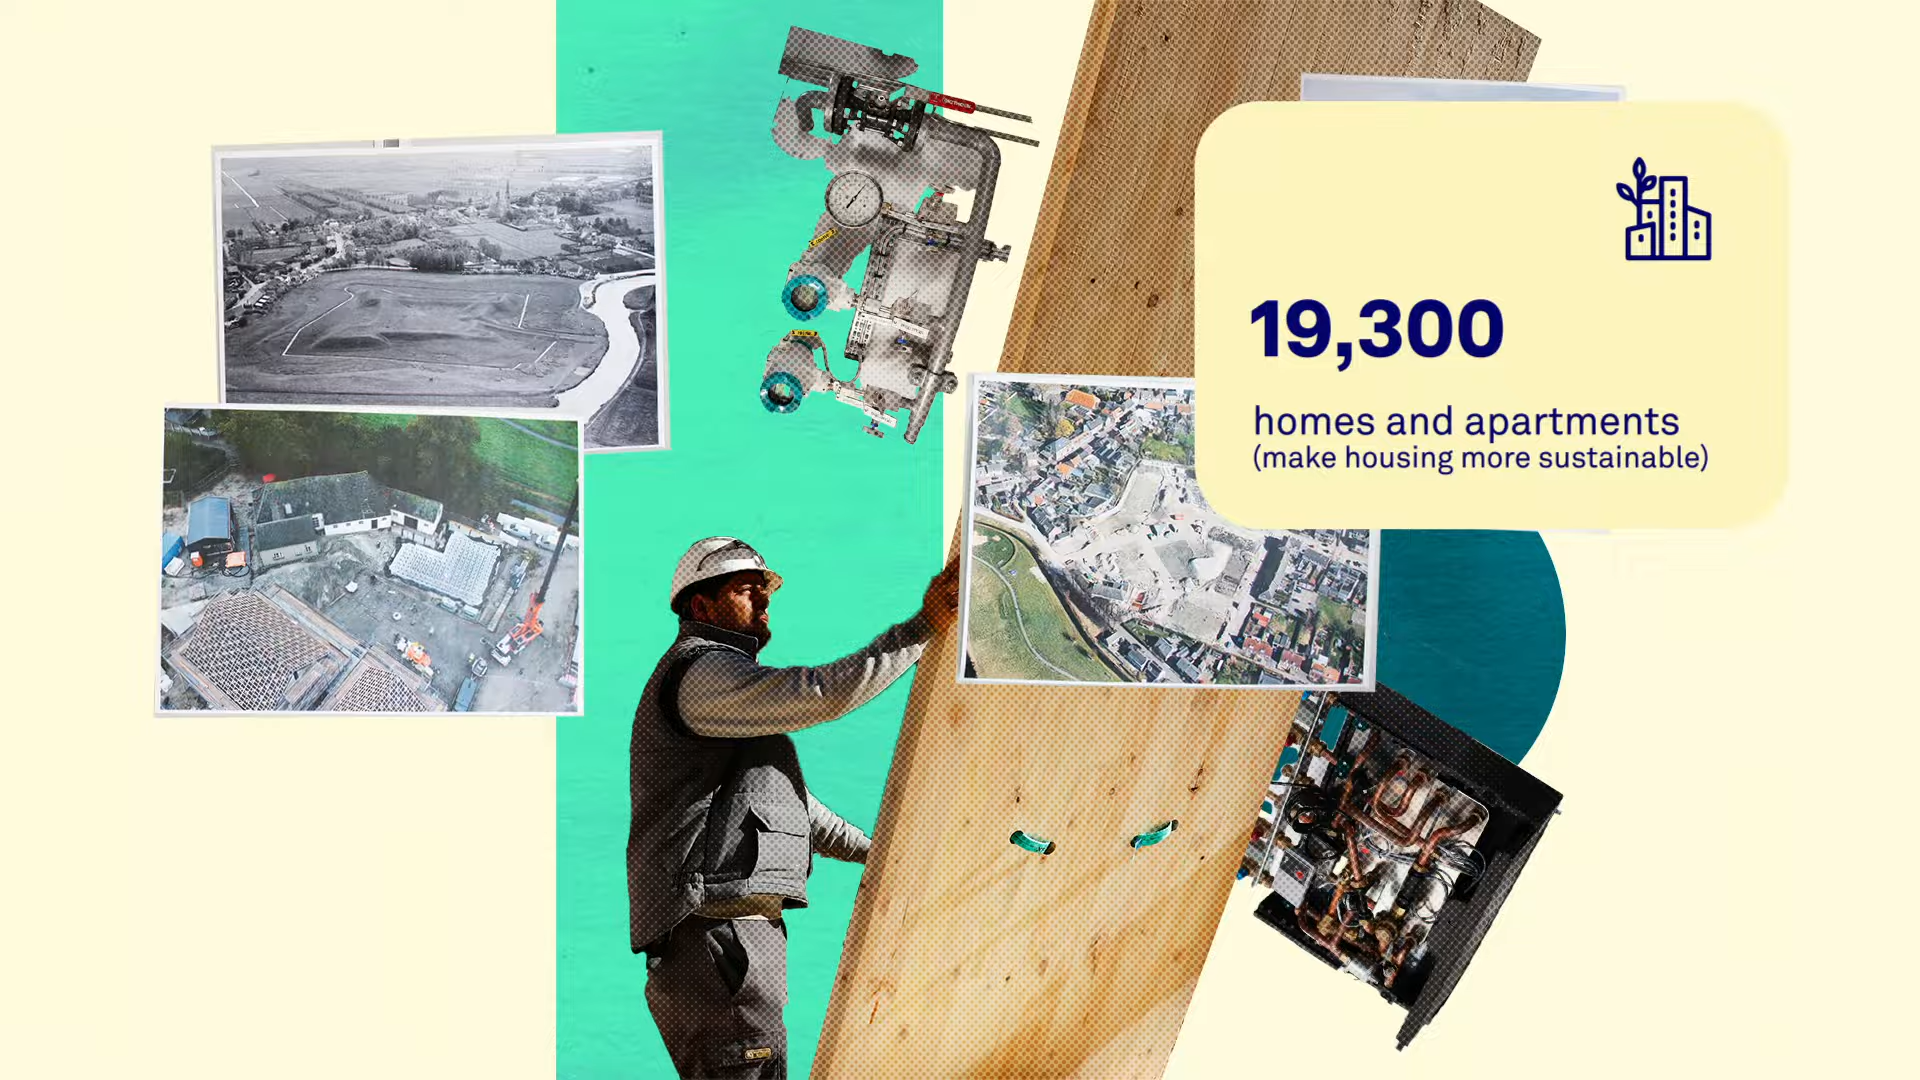 19,300
homes and apartments
(make housing more sustainable)